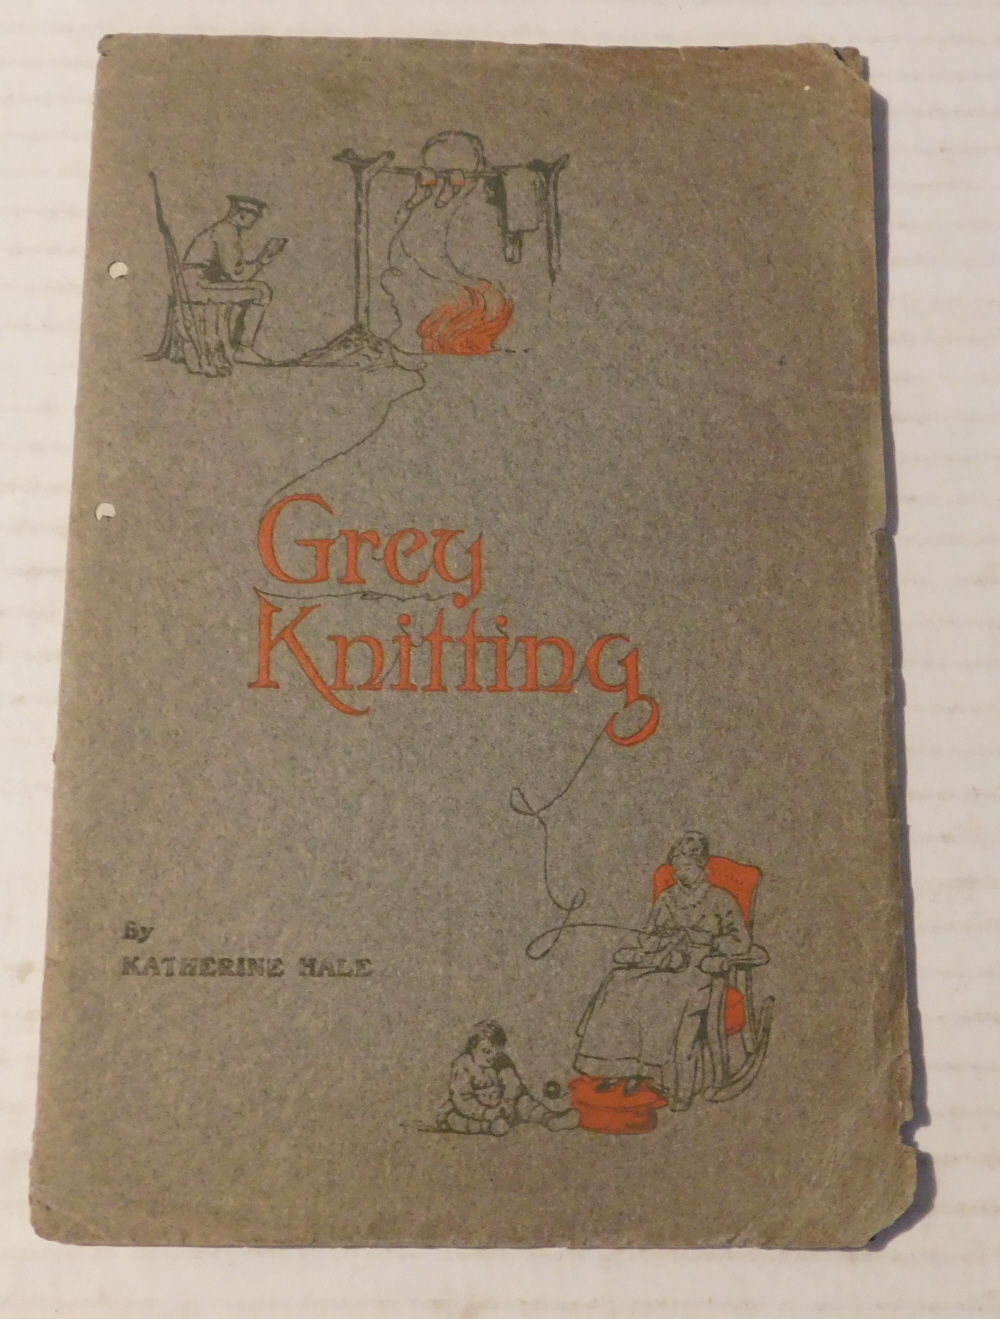 Grey
Knitting
By
KATHERINE HALE